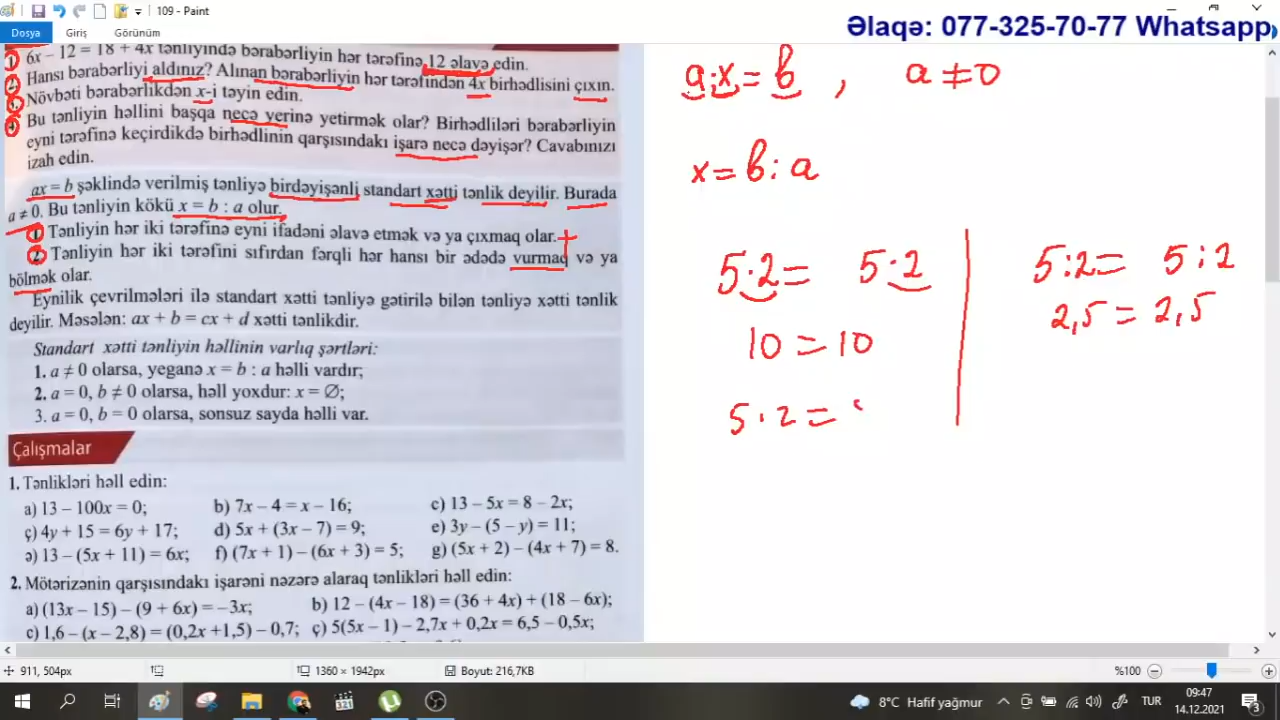 109 - Paint
Əlaqə: 077-325-70-77 Whatsapp
Dosya Giriş Görünüm
1 6x – 12 = 18 + 4x tənliyində bərabərliyin hər tərəfinə 12 əlavə edin.
2 Hansı bərabərliyi aldınız? Alınan bərabərliyin hər tərəfindən 4x birhədlisini çıxın.
Növbəti bərabərlikdən x-i təyin edin.
4 Bu tənliyin həllini başqa necə yerinə yetirmək olar? Birhədliləri bərabərliyin
eyni tərəfinə keçirdikdə birhədlinin qarşısındakı işarə necə dəyişər? Cavabınızı
izah edin.
ax = b şəklində verilmiş tənliyə birdəyişənli standart xətti tənlik deyilir. Burada
a ≠ 0. Bu tənliyin kökü x = b : a olur.
1. Tənliyin hər iki tərəfinə eyni ifadəni əlavə etmək və ya çıxmaq olar.
2. Tənliyin hər iki tərəfini sıfırdan fərqli hər hansı bir ədədə vurmaq və ya
bölmək olar.
Eynilik çevrilmələri ilə standart xətti tənliyə gətirilə bilən tənliyə xətti tənlik
deyilir. Məsələn: ax + b = cx + d xətti tənlikdir.
Standart xətti tənliyin həllinin varlıq şərtləri:
1. a ≠ 0 olarsa, yeganə x = b : a həlli vardır;
2. a = 0, b ≠ 0 olarsa, həll yoxdur: x = ∅;
3. a = 0, b = 0 olarsa, sonsuz sayda həlli var.
Çalışmalar
1. Tənlikləri həll edin:
a) 13 – 100x = 0; b) 7x – 4 = x – 16; c) 13 – 5x = 8 – 2x;
ç) 4y + 15 = 6y + 17; d) 5x + (3x – 7) = 9; e) 3y – (5 – y) = 11;
ə) 13 – (5x + 11) = 6x; f) (7x + 1) – (6x + 3) = 5; g) (5x + 2) – (4x + 7) = 8.
2. Mötərizənin qarşısındakı işarəni nəzərə alaraq tənlikləri həll edin:
a) (13x – 15) – (9 + 6x) = –3x; b) 12 – (4x – 18) = (36 + 4x) + (18 – 6x);
c) 1,6 – (x – 2,8) = (0,2x +1,5) – 0,7; ç) 5(5x – 1) – 2,7x + 0,2x = 6,5 – 0,5x;
a·x = b , a ≠ 0
x = b : a
5·2 = 5·2
10 = 10
5·2 =
5:2 = 5:2
2,5 = 2,5
911, 504px 1360 × 1942px Boyut: 216,7KB %100
8°C Hafif yağmur TUR 09:47
14.12.2021 3